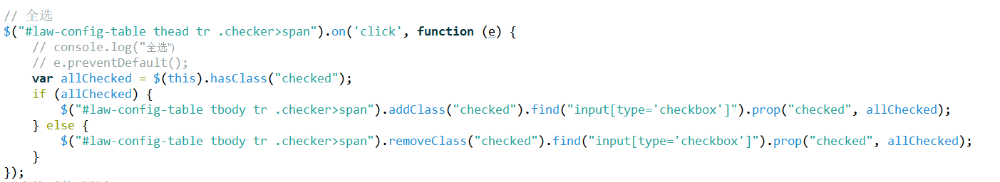 // 全选
$("#law-config-table thead tr .checker>span").on('click', function (e) {
    // console.log("全选")
    // e.preventDefault();
    var allChecked = $(this).hasClass("checked");
    if (allChecked) {
        $("#law-config-table tbody tr .checker>span").addClass("checked").find("input[type='checkbox']").prop("checked", allChecked);
    } else {
        $("#law-config-table tbody tr .checker>span").removeClass("checked").find("input[type='checkbox']").prop("checked", allChecked);
    }
});